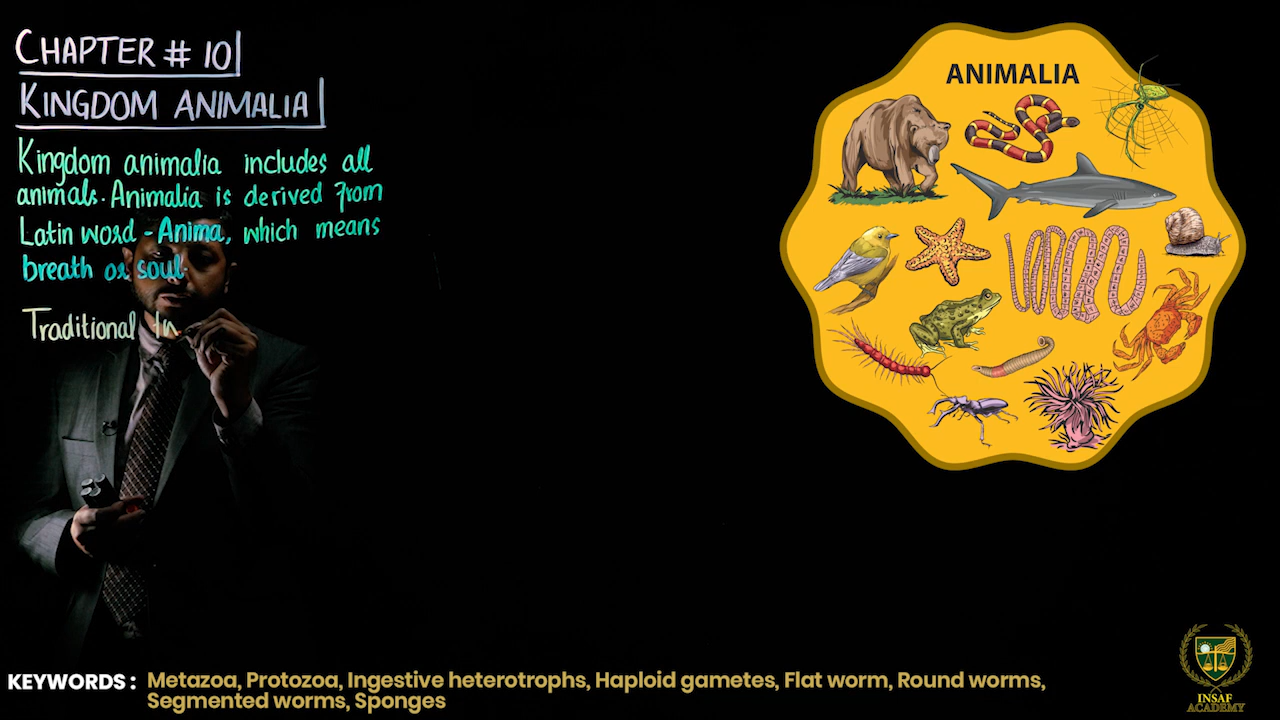 CHAPTER # 10
KINGDOM ANIMALIA
Kingdom animalia includes all
animals. Animalia is derived from
Latin word - Anima, which means
breath or soul.
Traditional tw
ANIMALIA
KEYWORDS : Metazoa, Protozoa, Ingestive heterotrophs, Haploid gametes, Flat worm, Round worms,
Segmented worms, Sponges
INSAF
ACADEMY